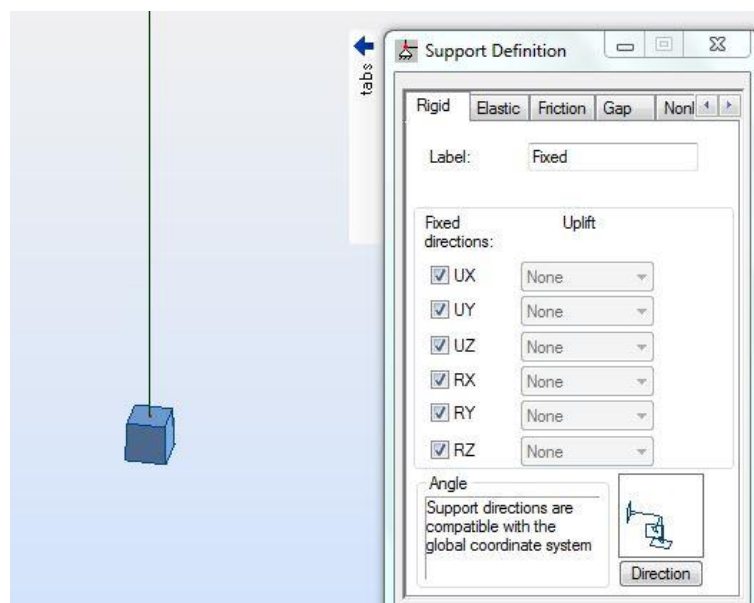 tabs
Support Definition
Rigid Elastic Friction Gap Nonl
Label: Fixed
Fixed directions: Uplift
UX None
UY None
UZ None
RX None
RY None
RZ None
Angle
Support directions are
compatible with the
global coordinate system
Direction